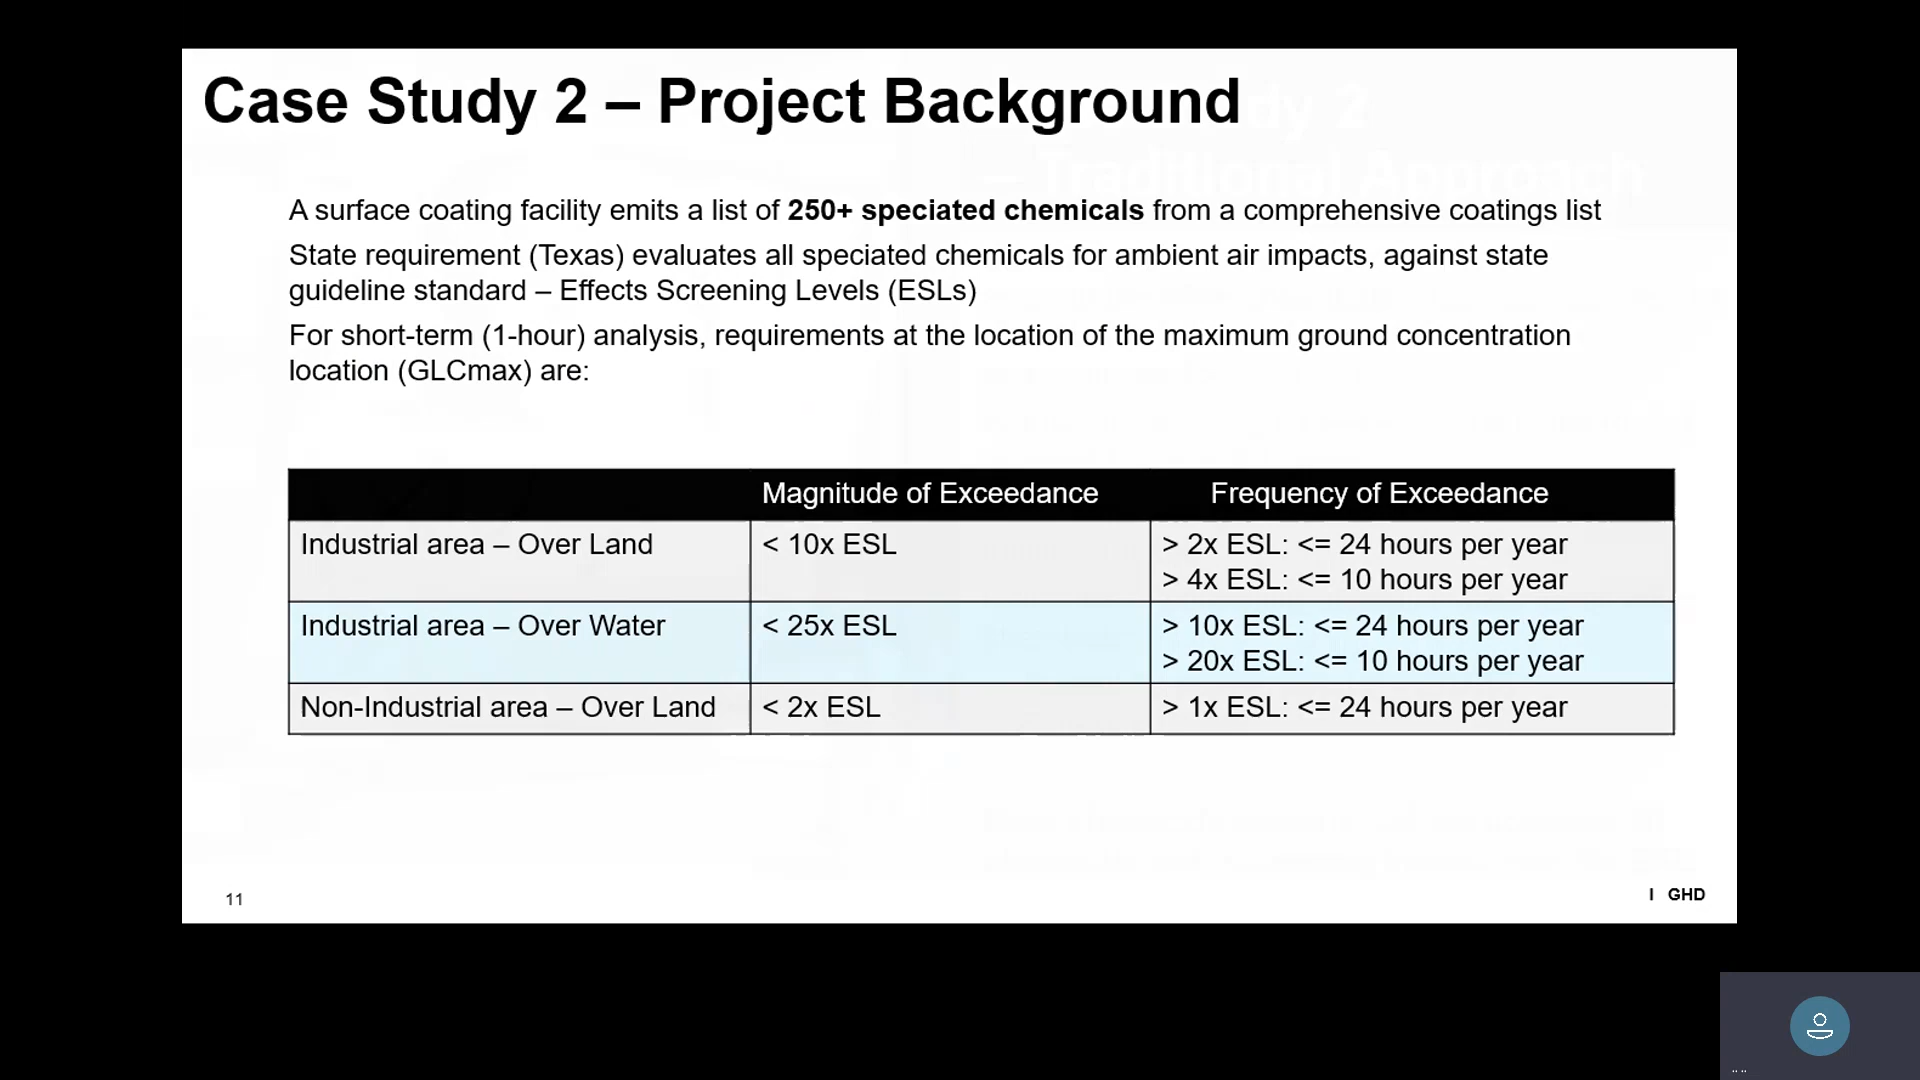 Case Study 2 – Project Background
A surface coating facility emits a list of 250+ speciated chemicals from a comprehensive coatings list
State requirement (Texas) evaluates all speciated chemicals for ambient air impacts, against state
guideline standard – Effects Screening Levels (ESLs)
For short-term (1-hour) analysis, requirements at the location of the maximum ground concentration
location (GLCmax) are:
Magnitude of Exceedance Frequency of Exceedance
Industrial area – Over Land < 10x ESL > 2x ESL: <= 24 hours per year
> 4x ESL: <= 10 hours per year
Industrial area – Over Water < 25x ESL > 10x ESL: <= 24 hours per year
> 20x ESL: <= 10 hours per year
Non-Industrial area – Over Land < 2x ESL > 1x ESL: <= 24 hours per year
11
I GHD